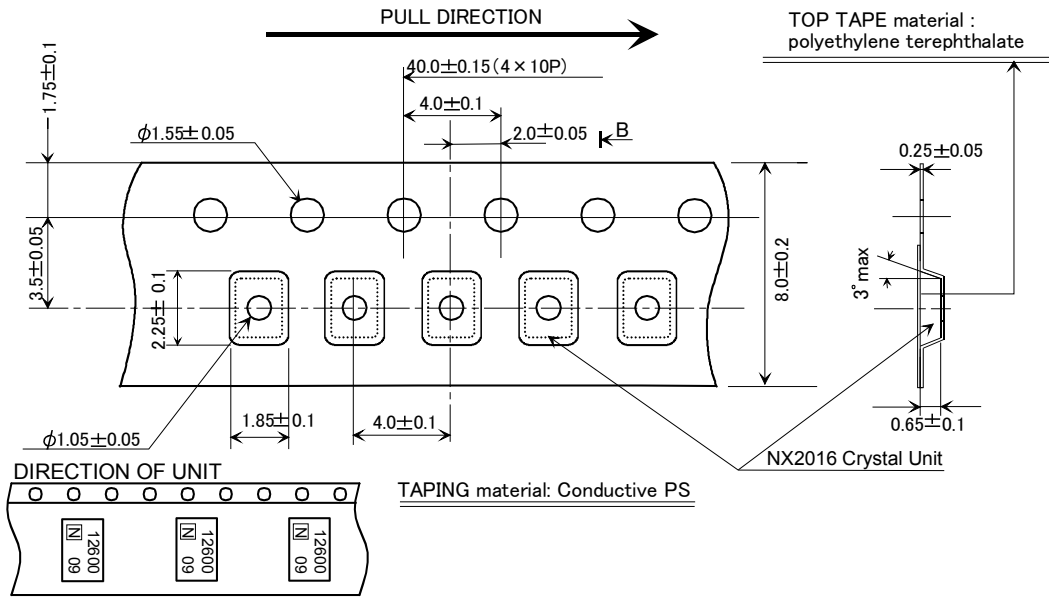 PULL DIRECTION
TOP TAPE material :
polyethylene terephthalate
1.75±0.1
40.0±0.15(4×10P)
4.0±0.1
φ1.55±0.05
2.0±0.05
B
0.25±0.05
3.5±0.05
2.25±0.1
8.0±0.2
3°max
1.85±0.1
4.0±0.1
0.65±0.1
φ1.05±0.05
NX2016 Crystal Unit
DIRECTION OF UNIT
TAPING material: Conductive PS
12600
N 09
12600
N 09
12600
N 09